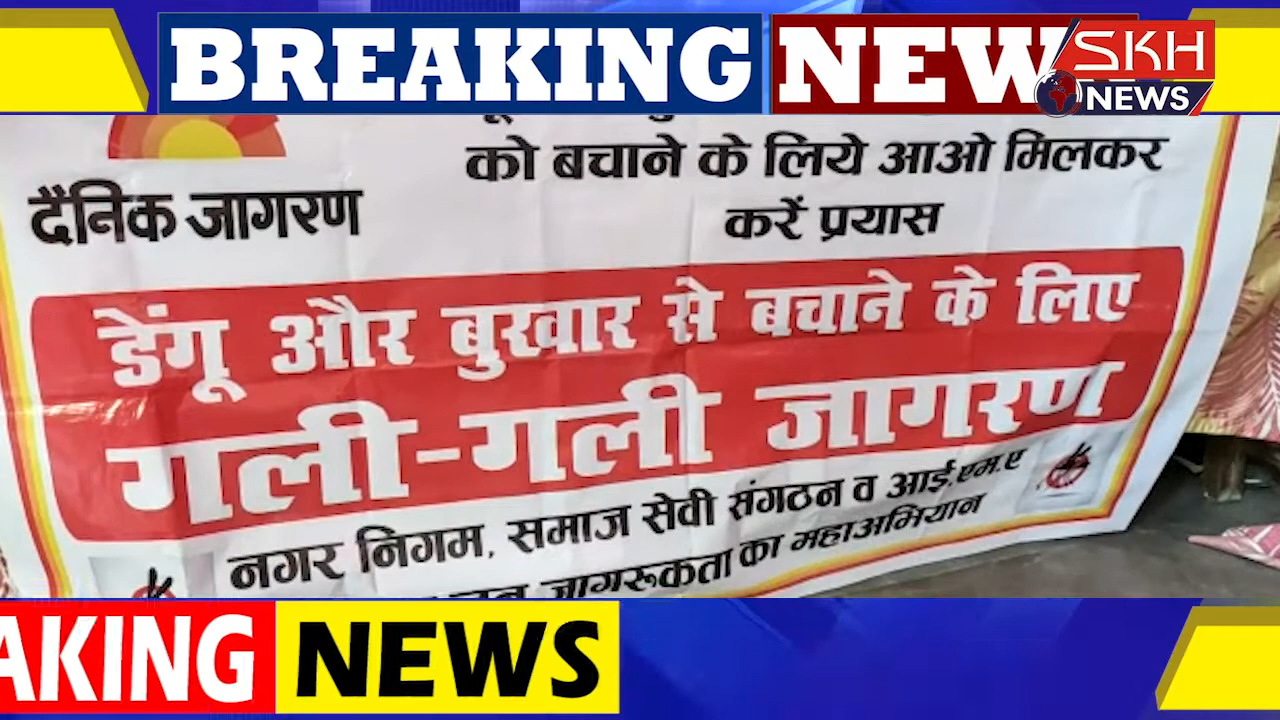 BREAKING NEW
SKH
NEWS
को बचाने के लिये आओ मिलकर
करें प्रयास
दैनिक जागरण
डेंगू और बुखार से बचाने के लिए
गली-गली जागरण
नगर निगम, समाज सेवी संगठन व आई.एम.ए
जागरूकता का महाअभियान
AKING NEWS